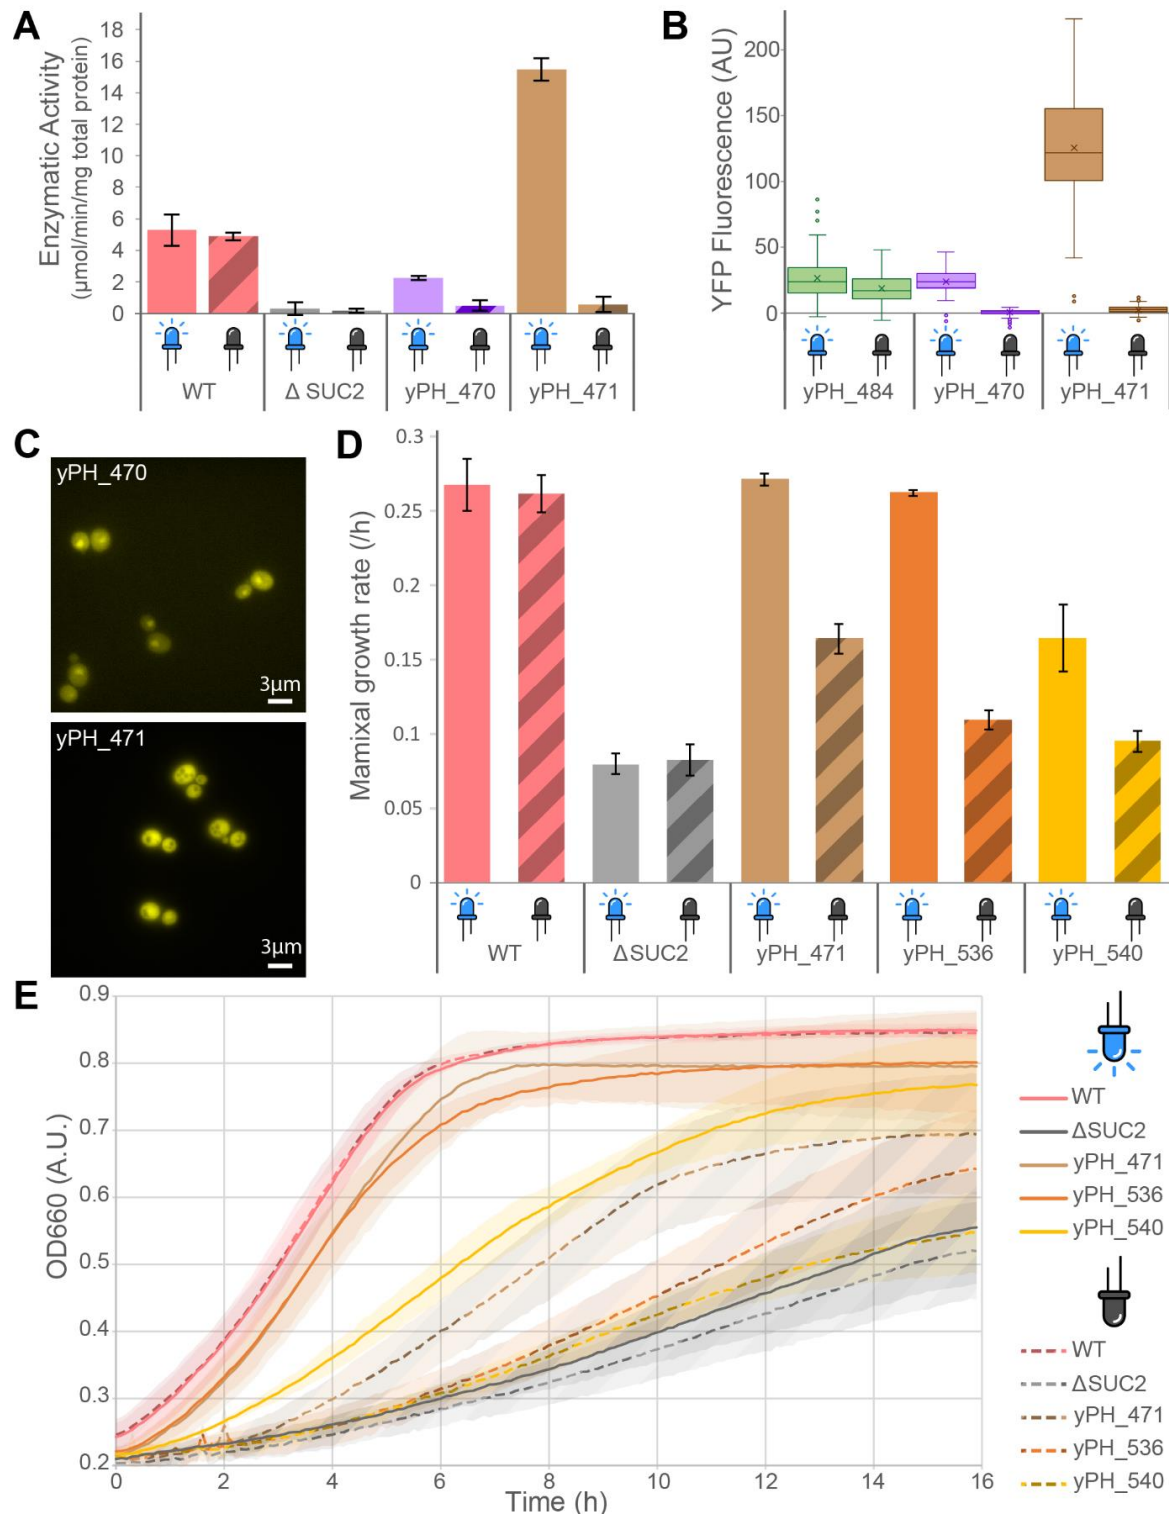 A
Enzymatic Activity
(µmol/min/mg total protein)
18
16
14
12
10
8
6
4
2
0
WT
Δ SUC2
yPH_470
yPH_471
B
YFP Fluorescence (AU)
200
150
100
50
0
yPH_484
yPH_470
yPH_471
C
yPH_470
3µm
yPH_471
3µm
D
Mamixal growth rate (/h)
0.3
0.25
0.2
0.15
0.1
0.05
0
WT
ΔSUC2
yPH_471
yPH_536
yPH_540
E
OD660 (A.U.)
0.9
0.8
0.7
0.6
0.5
0.4
0.3
0.2
0 2 4 6 8 10 12 14 16
Time (h)
WT
ΔSUC2
yPH_471
yPH_536
yPH_540
WT
ΔSUC2
yPH_471
yPH_536
yPH_540